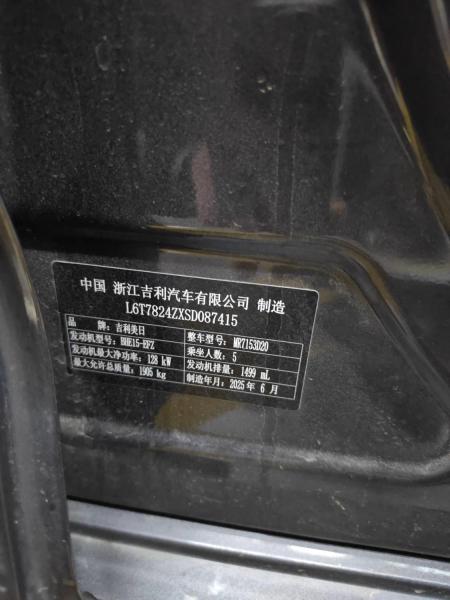 中国 浙江吉利汽车有限公司 制造
L6T7824ZXSD087415
品 牌：吉利美日 整车型号：MR7153D20
发动机型号：BHE15-EFZ 乘坐人数：5
发动机最大净功率：128 kW 发动机排量：1499 mL
最大允许总质量：1905 kg 制造年月：2025 年 6 月